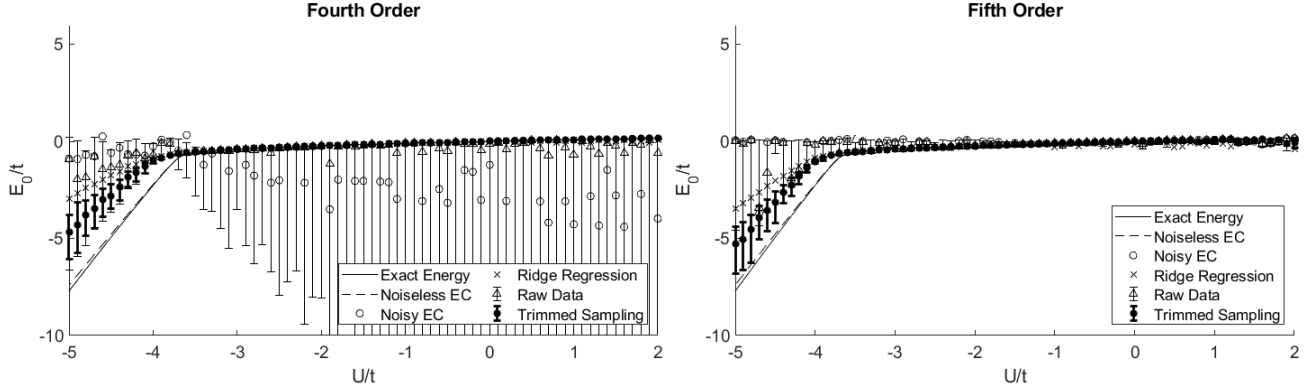 Fourth Order
5
0
-5
-10
E0/t
-5 -4 -3 -2 -1 0 1 2
U/t
Exact Energy
Noiseless EC
Noisy EC
Ridge Regression
Raw Data
Trimmed Sampling
Fifth Order
5
0
-5
-10
E0/t
-5 -4 -3 -2 -1 0 1 2
U/t
Exact Energy
Noiseless EC
Noisy EC
Ridge Regression
Raw Data
Trimmed Sampling